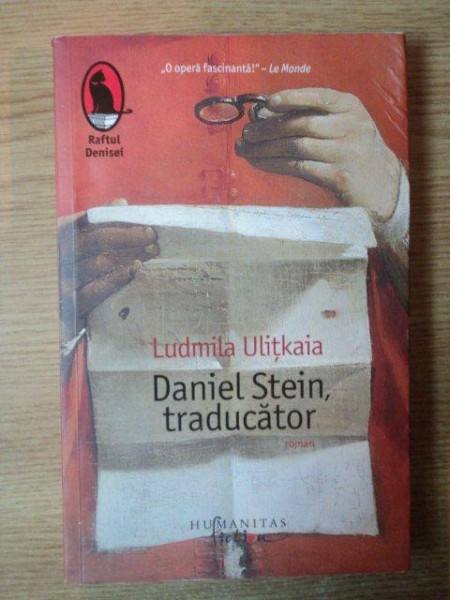 „O operă fascinantă!” – Le Monde
Raftul
Denisei
Ludmila Ulițkaia
Daniel Stein,
traducător
roman
HUMANITAS
fiction